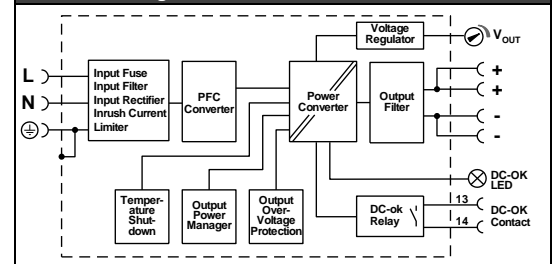 Voltage
Regulator
V OUT
L
N
Input Fuse
Input Filter
Input Rectifier
Inrush Current
Limiter
PFC
Converter
Power
Converter
Output
Filter
+
+
-
-
DC-OK
LED
Temper-
ature
Shut-
down
Output
Power
Manager
Output
Over-
Voltage
Protection
DC-ok
Relay
13
14
DC-OK
Contact